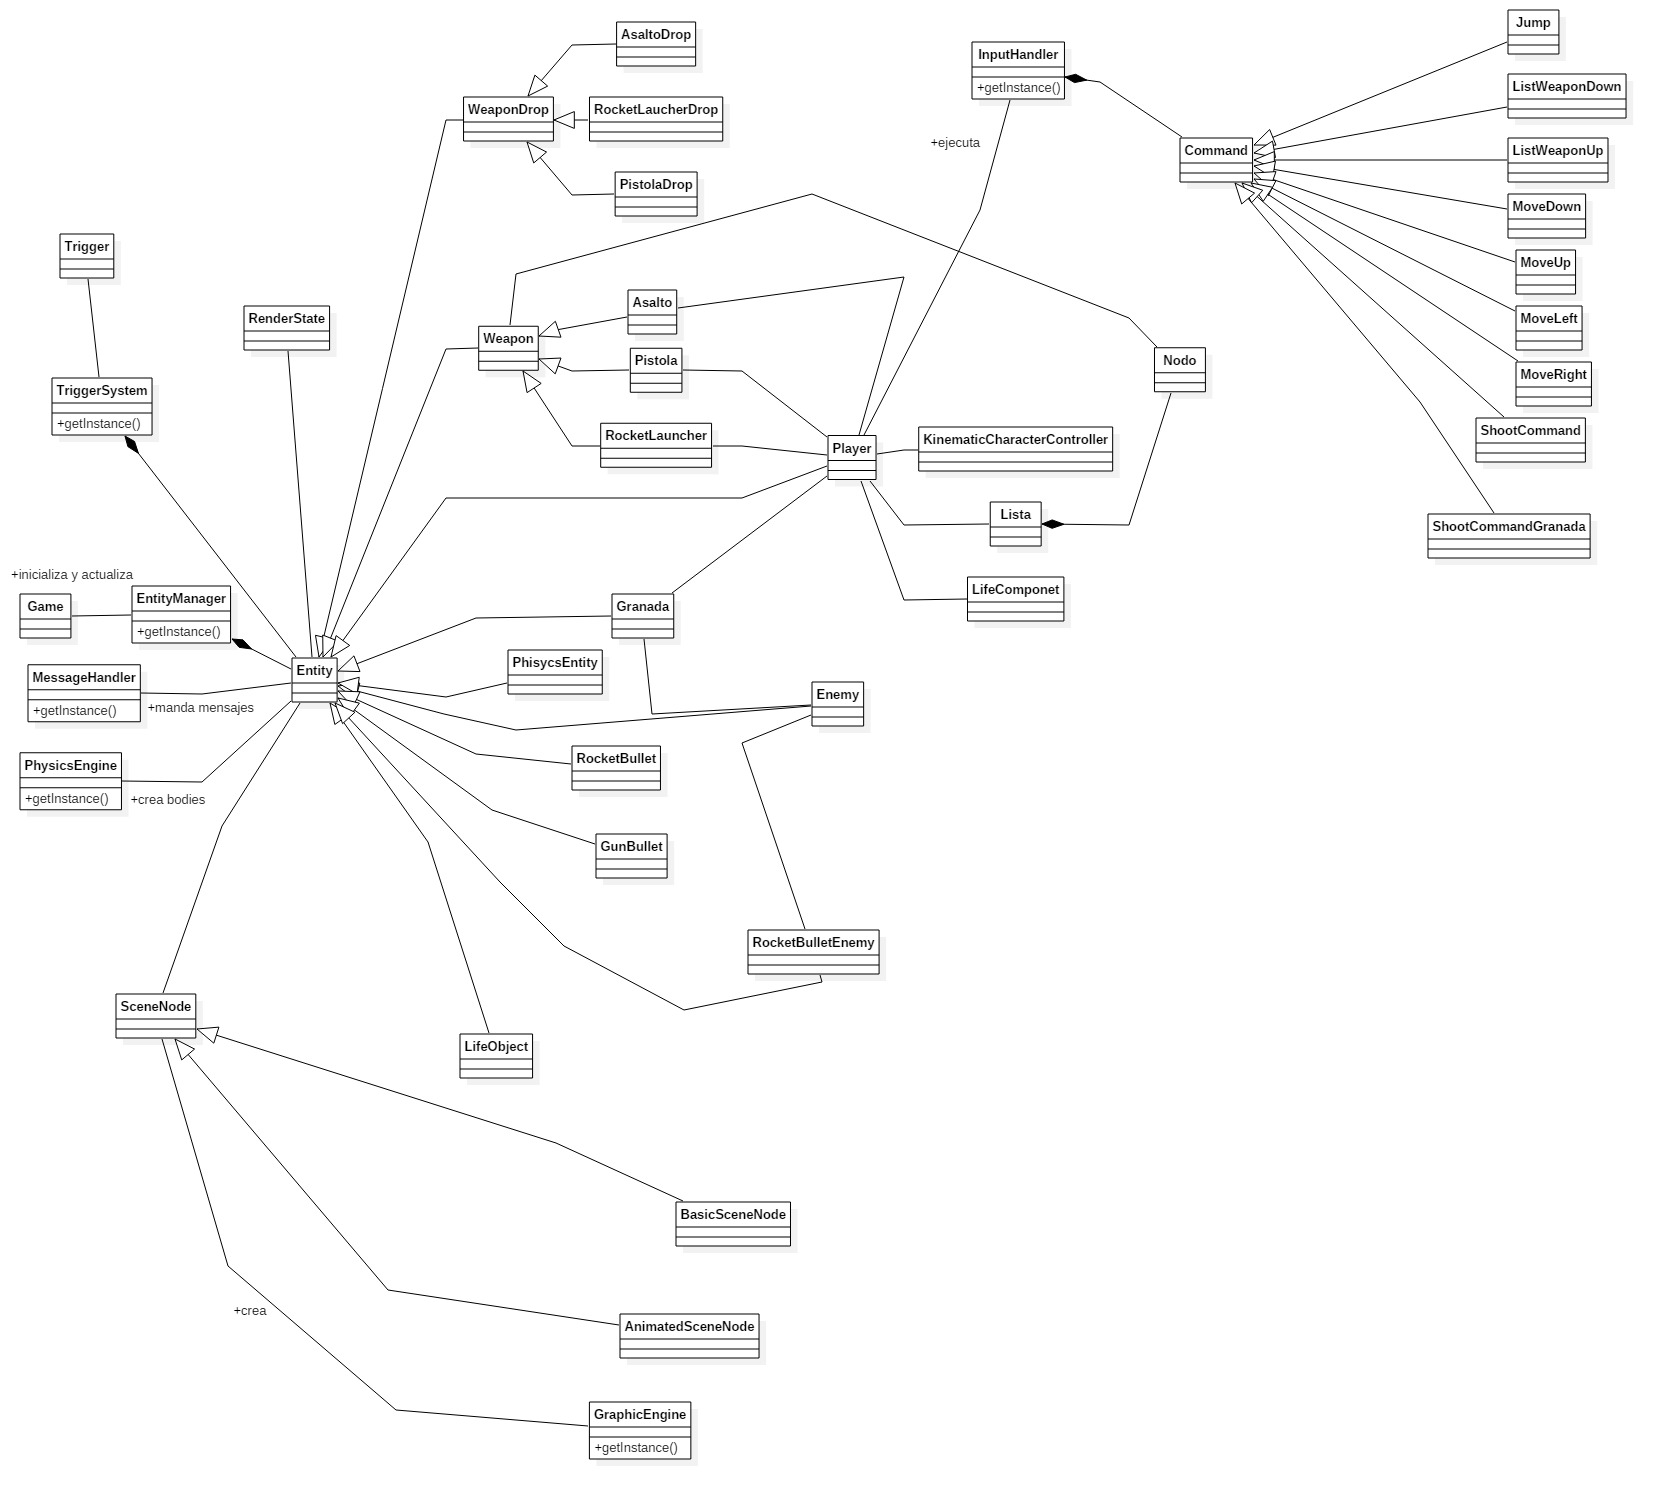 Jump
AsaltoDrop
InputHandler
+getInstance()
ListWeaponDown
WeaponDrop
RocketLaucherDrop
+ejecuta
Command
ListWeaponUp
PistolaDrop
MoveDown
Trigger
MoveUp
RenderState
Asalto
MoveLeft
Weapon
Pistola
Nodo
MoveRight
TriggerSystem
+getInstance()
RocketLauncher
Player
KinematicCharacterController
ShootCommand
Lista
ShootCommandGranada
+inicializa y actualiza
Game
EntityManager
+getInstance()
Granada
LifeComponet
MessageHandler
+getInstance()
+manda mensajes
Entity
PhisycsEntity
Enemy
PhysicsEngine
+getInstance()
+crea bodies
RocketBullet
GunBullet
RocketBulletEnemy
SceneNode
LifeObject
BasicSceneNode
+crea
AnimatedSceneNode
GraphicEngine
+getInstance()